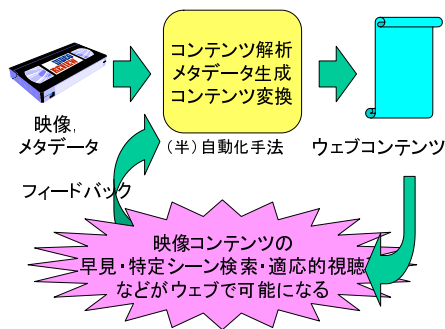 コンテンツ解析
メタデータ生成
コンテンツ変換
映像,
メタデータ
（半）自動化手法
ウェブコンテンツ
フィードバック
映像コンテンツの
早見・特定シーン検索・適応的視聴
などがウェブで可能になる